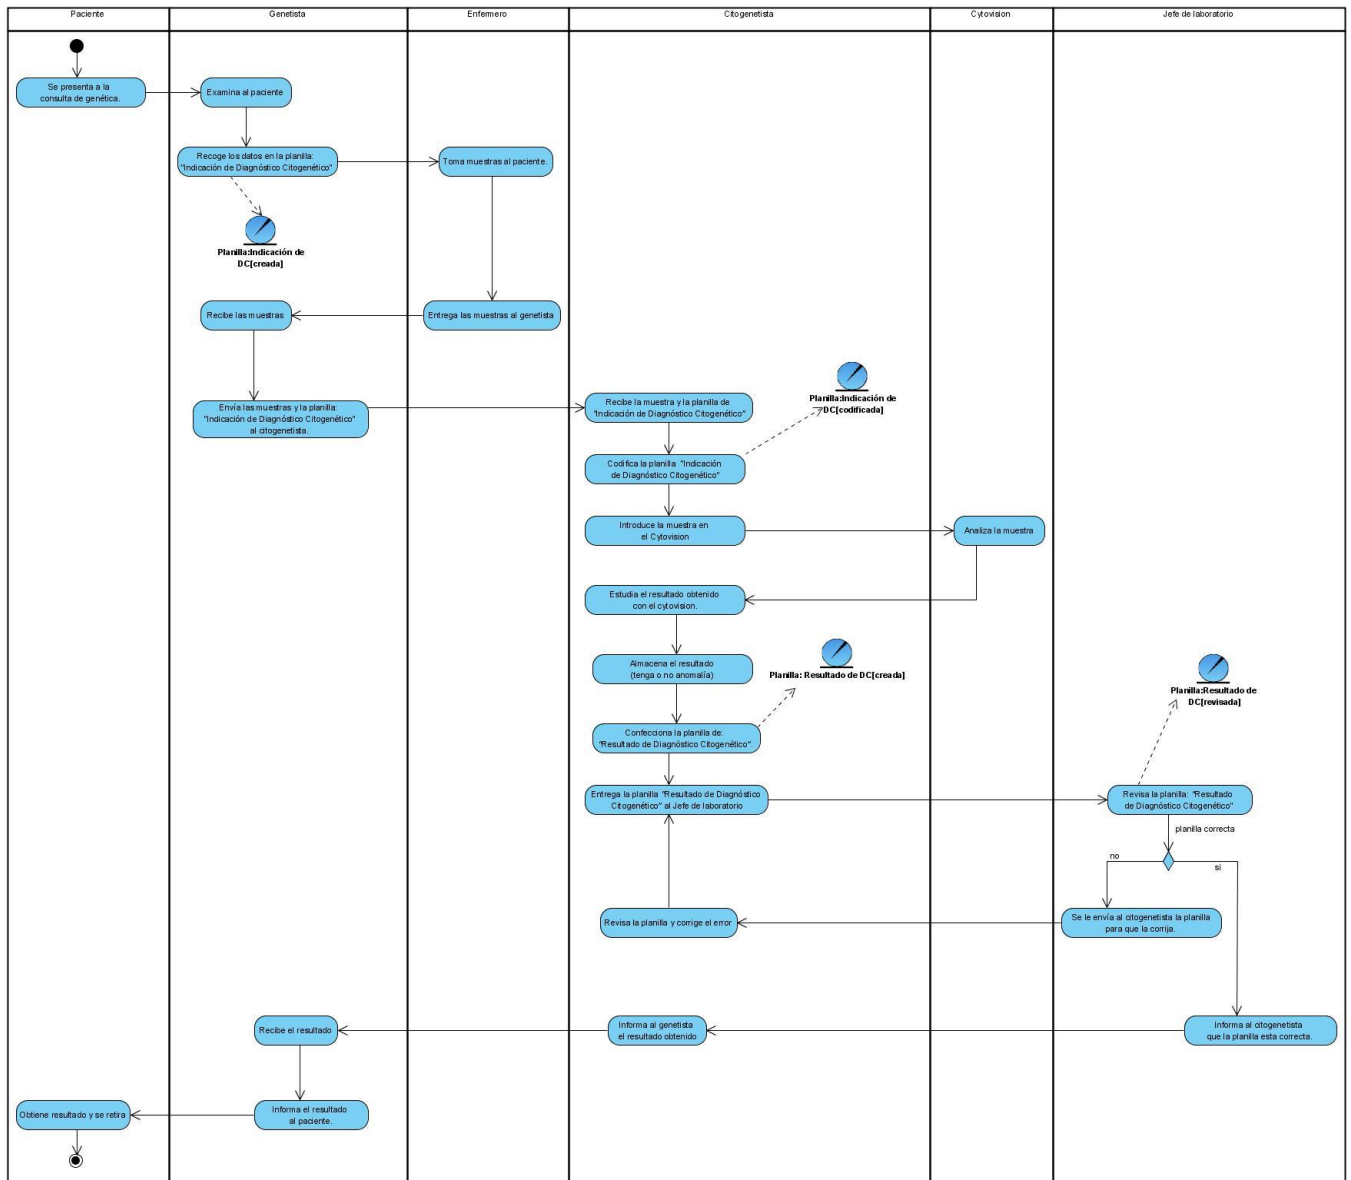 Paciente
Genetista
Enfermero
Citogenetista
Cytovision
Jefe de laboratorio
Se presenta a la
consulta de genética.
Examina al paciente
Recoge los datos en la planilla:
"Indicación de Diagnóstico Citogenético"
Toma muestras al paciente.
Planilla:Indicación de
DC[creada]
Recibe las muestras
Entrega las muestras al genetista
Envía las muestras y la planilla:
"Indicación de Diagnóstico Citogenético"
al citogenetista.
Recibe la muestra y la planilla de
"Indicación de Diagnóstico Citogenético"
Planilla:Indicación de
DC[codificada]
Codifica la planilla "Indicación
de Diagnóstico Citogenético"
Introduce la muestra en
el Cytovision
Analiza la muestra
Estudia el resultado obtenido
con el cytovision.
Almacena el resultado
(tenga o no anomalía)
Planilla: Resultado de DC[creada]
Planilla:Resultado de
DC[revisada]
Confecciona la planilla de:
"Resultado de Diagnóstico Citogenético".
Entrega la planilla "Resultado de Diagnóstico
Citogenético" al Jefe de laboratorio
Revisa la planilla: "Resultado
de Diagnóstico Citogenético"
planilla correcta
no
si
Revisa la planilla y corrige el error
Se le envía al citogenetista la planilla
para que la corrija.
Recibe el resultado
Informa al genetista
el resultado obtenido
Informa al citogenetista
que la planilla esta correcta.
Obtiene resultado y se retira
Informa el resultado
al paciente.